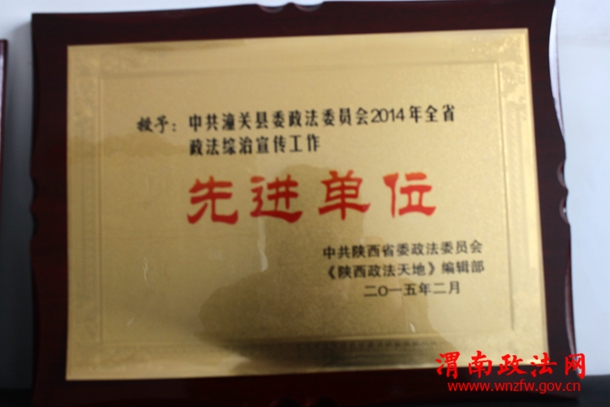 授予：中共潼关县委政法委员会2014年全省
政法综治宣传工作
先进单位
中共陕西省委政法委员会
《陕西政法天地》编辑部
二〇一五年二月
渭南政法网
www.wnzfw.gov.cn